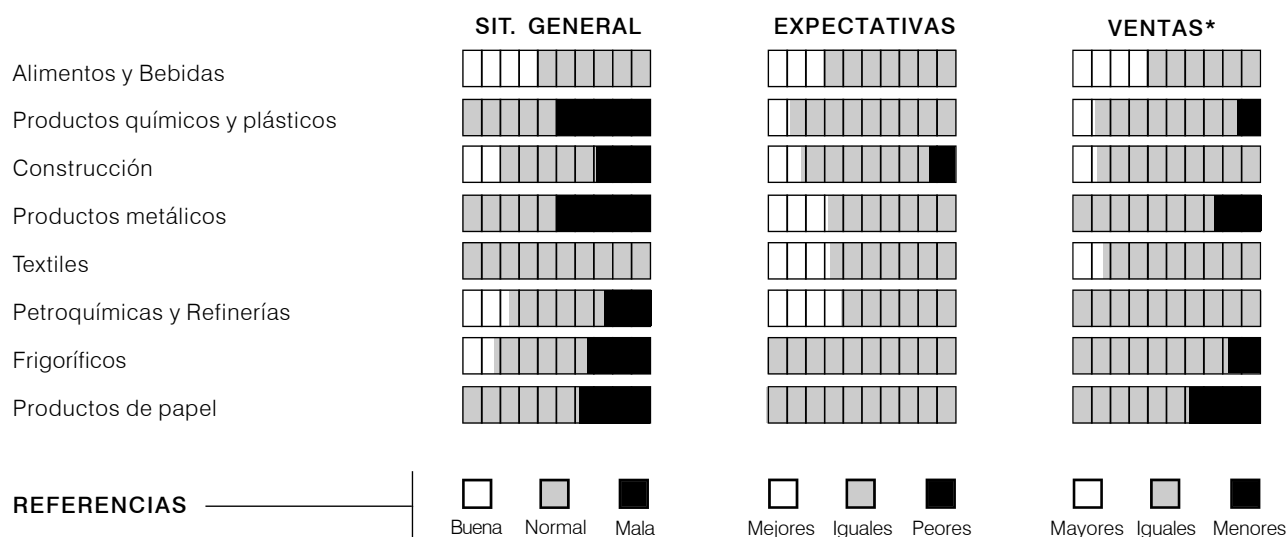 SIT. GENERAL EXPECTATIVAS VENTAS*
Alimentos y Bebidas
Productos químicos y plásticos
Construcción
Productos metálicos
Textiles
Petroquímicas y Refinerías
Frigoríficos
Productos de papel
REFERENCIAS
Buena Normal Mala Mejores Iguales Peores Mayores Iguales Menores